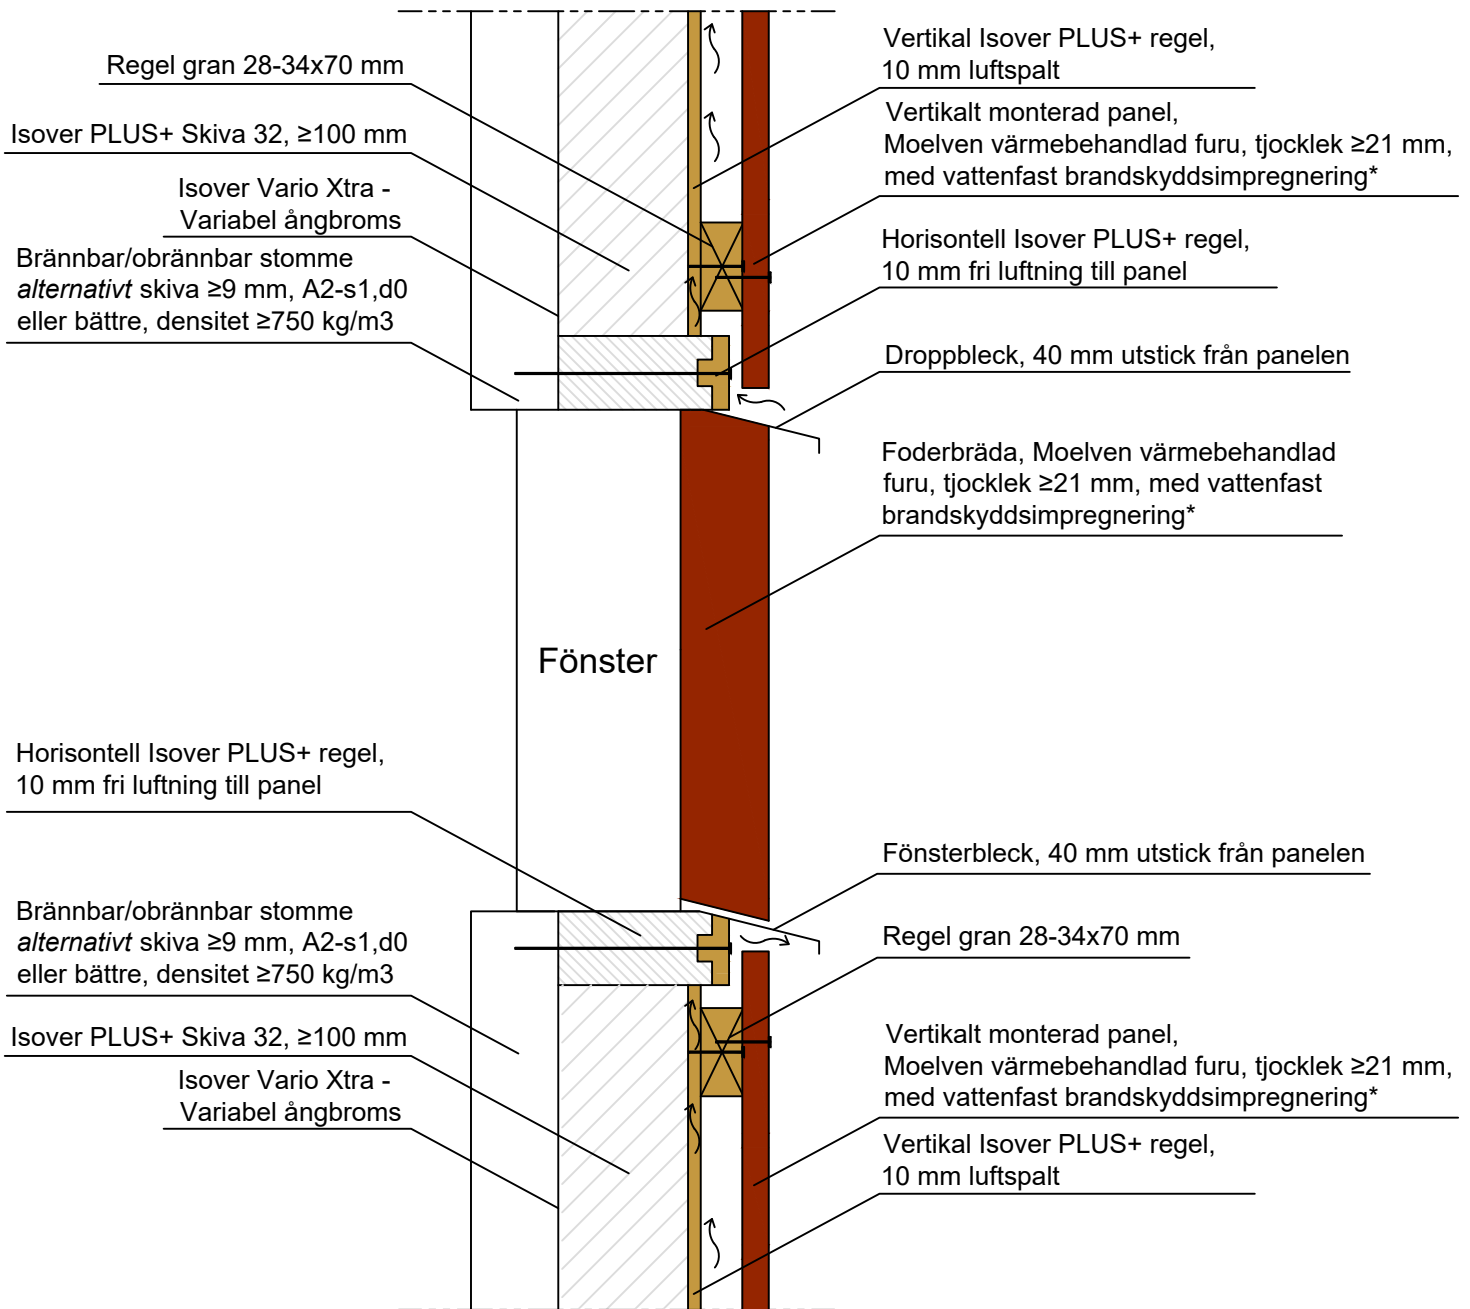 Regel gran 28-34x70 mm
Isover PLUS+ Skiva 32, ≥100 mm
Isover Vario Xtra -
Variabel ångbroms
Brännbar/obrännbar stomme
alternativt skiva ≥9 mm, A2-s1,d0
eller bättre, densitet ≥750 kg/m3
Vertikal Isover PLUS+ regel,
10 mm luftspalt
Vertikalt monterad panel,
Moelven värmebehandlad furu, tjocklek ≥21 mm,
med vattenfast brandskyddsimpregnering*
Horisontell Isover PLUS+ regel,
10 mm fri luftning till panel
Droppbleck, 40 mm utstick från panelen
Foderbräda, Moelven värmebehandlad
furu, tjocklek ≥21 mm, med vattenfast
brandskyddsimpregnering*
Fönster
Horisontell Isover PLUS+ regel,
10 mm fri luftning till panel
Brännbar/obrännbar stomme
alternativt skiva ≥9 mm, A2-s1,d0
eller bättre, densitet ≥750 kg/m3
Isover PLUS+ Skiva 32, ≥100 mm
Isover Vario Xtra -
Variabel ångbroms
Fönsterbleck, 40 mm utstick från panelen
Regel gran 28-34x70 mm
Vertikalt monterad panel,
Moelven värmebehandlad furu, tjocklek ≥21 mm,
med vattenfast brandskyddsimpregnering*
Vertikal Isover PLUS+ regel,
10 mm luftspalt